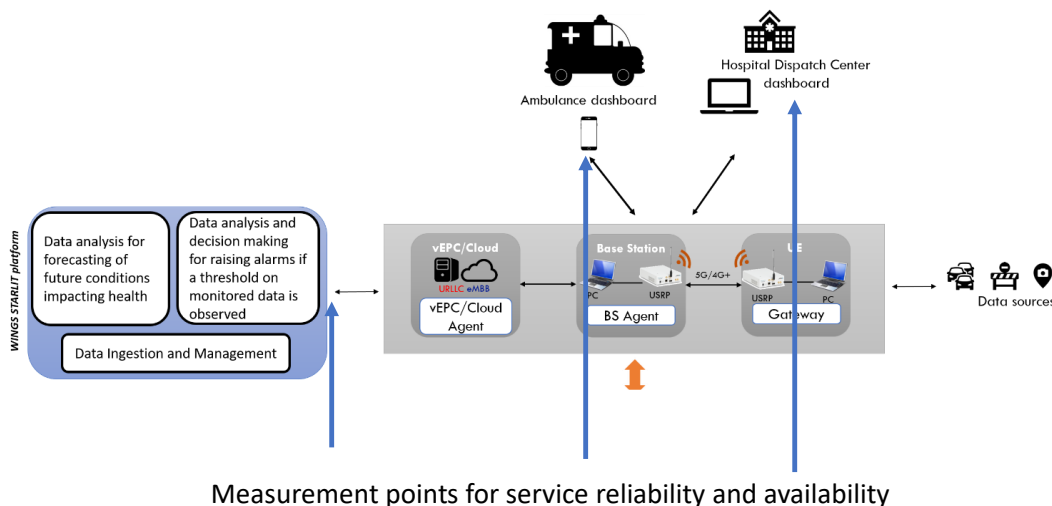 Ambulance dashboard
Hospital Dispatch Center
dashboard
WINGS STARLIT platform
Data analysis for
forecasting of
future conditions
impacting health
Data analysis and
decision making
for raising alarms if
a threshold on
monitored data is
observed
Data Ingestion and Management
vEPC/Cloud
URLLC eMBB
vEPC/Cloud
Agent
Base Station
PC
USRP
BS Agent
5G/4G+
UE
USRP
PC
Gateway
Data sources
Measurement points for service reliability and availability